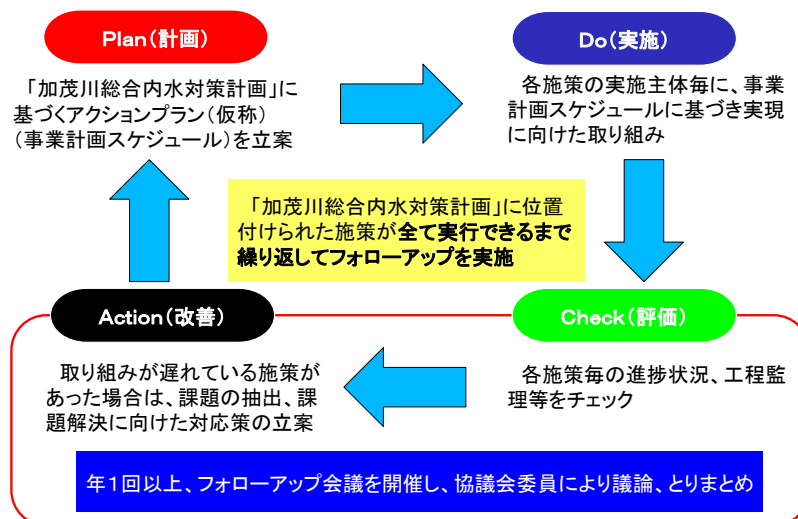 Plan(計画)
「加茂川総合内水対策計画」に
基づくアクションプラン(仮称)
(事業計画スケジュール)を立案
Do(実施)
各施策の実施主体毎に、事業
計画スケジュールに基づき実現
に向けた取り組み
「加茂川総合内水対策計画」に位置
付けられた施策が全て実行できるまで
繰り返してフォローアップを実施
Action(改善)
取り組みが遅れている施策が
あった場合は、課題の抽出、課
題解決に向けた対応策の立案
Check(評価)
各施策毎の進捗状況、工程監
理等をチェック
年1回以上、フォローアップ会議を開催し、協議会委員により議論、とりまとめ